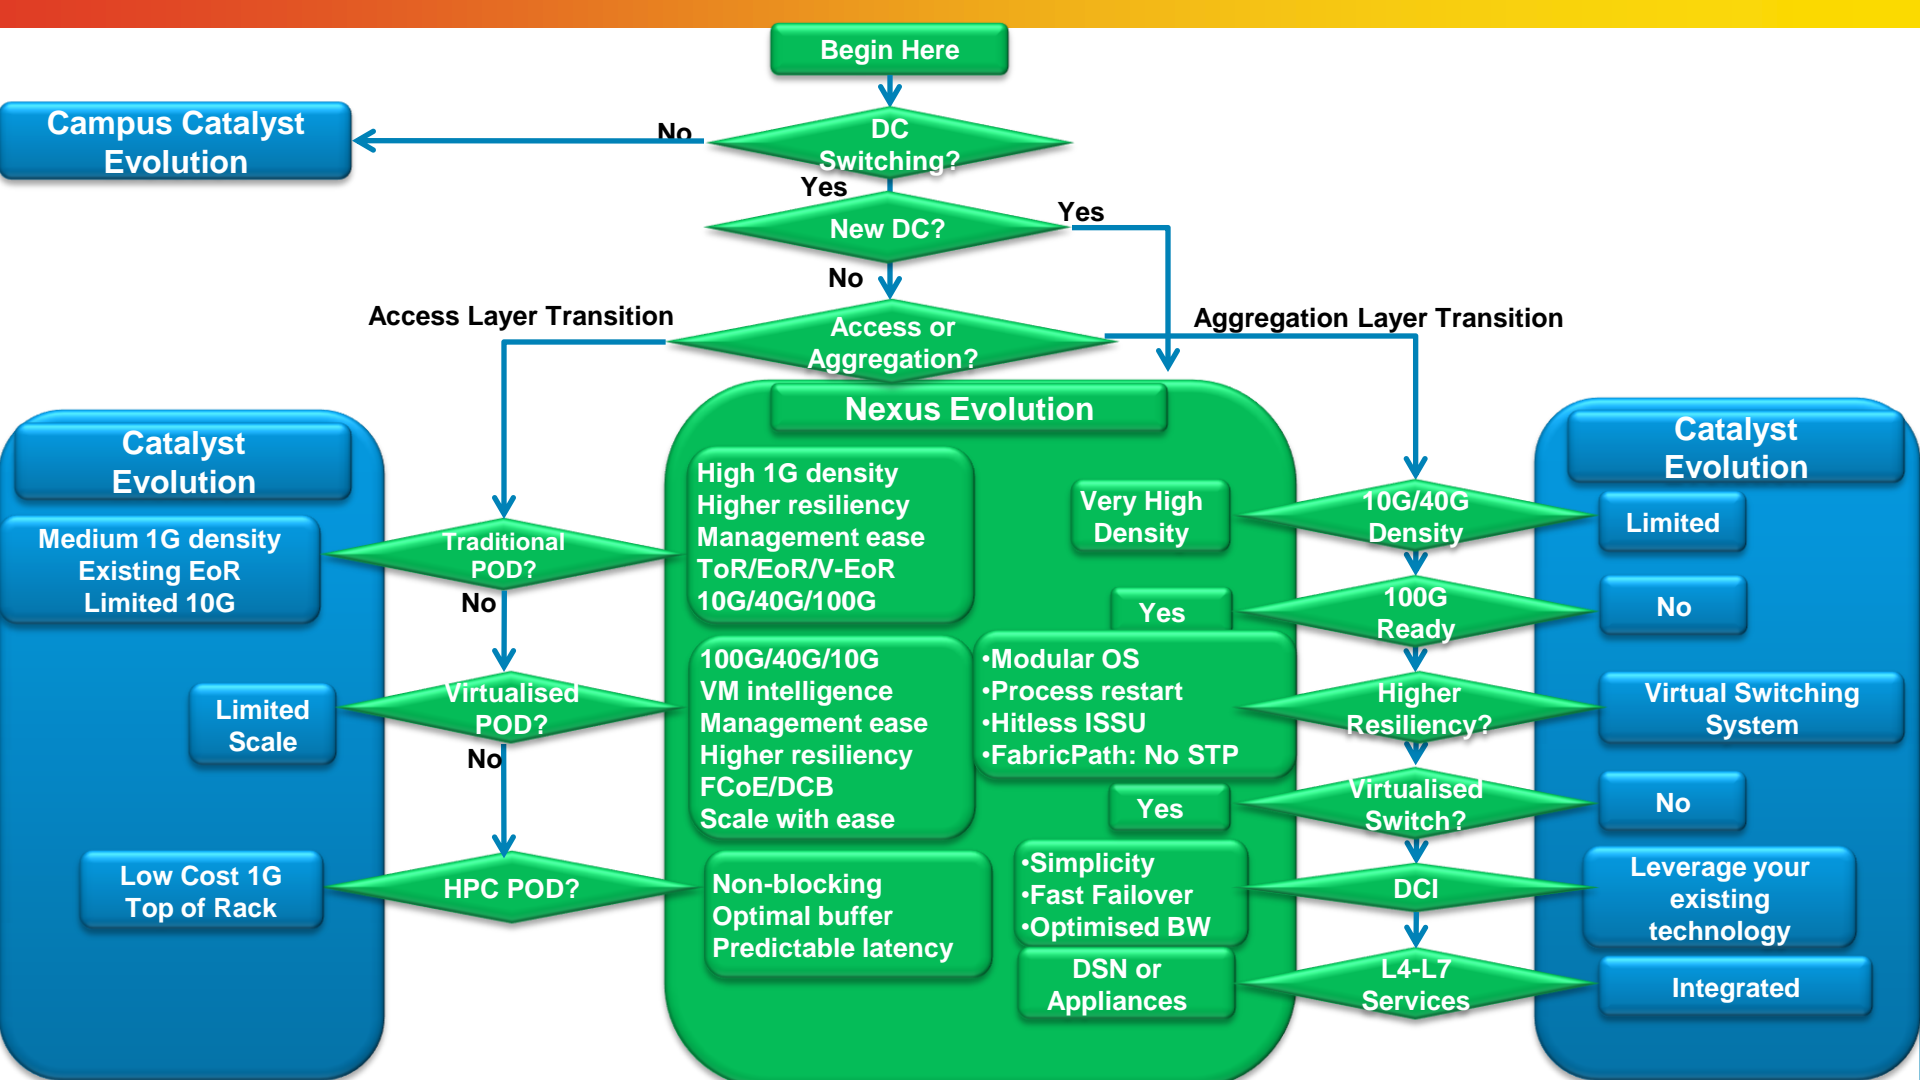 Begin Here
DC
Switching?
No
Campus Catalyst
Evolution
Yes
New DC?
Yes
No
Access or
Aggregation?
Access Layer Transition
Aggregation Layer Transition
Catalyst
Evolution
Medium 1G density
Existing EoR
Limited 10G
Traditional
POD?
No
Limited
Scale
Virtualised
POD?
No
Low Cost 1G
Top of Rack
HPC POD?
Nexus Evolution
High 1G density
Higher resiliency
Management ease
ToR/EoR/V-EoR
10G/40G/100G
100G/40G/10G
VM intelligence
Management ease
Higher resiliency
FCoE/DCB
Scale with ease
Non-blocking
Optimal buffer
Predictable latency
Very High
Density
Yes
•Modular OS
•Process restart
•Hitless ISSU
•FabricPath: No STP
Yes
•Simplicity
•Fast Failover
•Optimised BW
DSN or
Appliances
10G/40G
Density
100G
Ready
Higher
Resiliency?
Virtualised
Switch?
DCI
L4-L7
Services
Catalyst
Evolution
Limited
No
Virtual Switching
System
No
Leverage your
existing
technology
Integrated